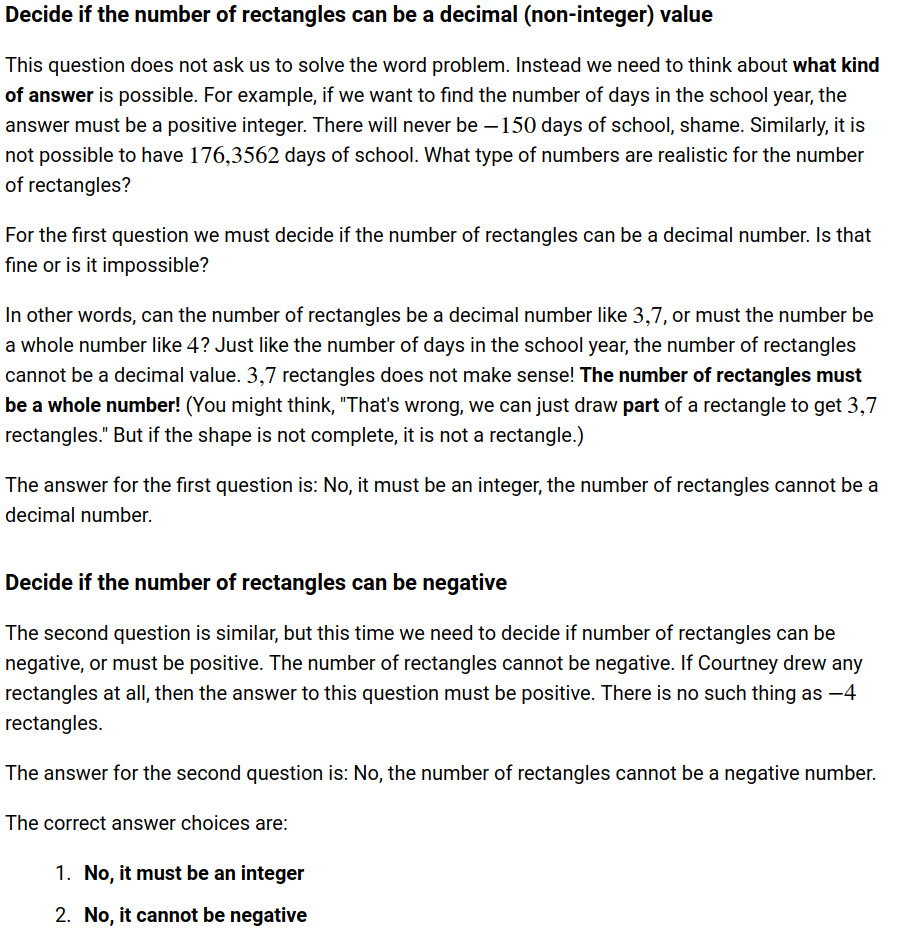 Decide if the number of rectangles can be a decimal (non-integer) value
This question does not ask us to solve the word problem. Instead we need to think about what kind
of answer is possible. For example, if we want to find the number of days in the school year, the
answer must be a positive integer. There will never be −150 days of school, shame. Similarly, it is
not possible to have 176,3562 days of school. What type of numbers are realistic for the number
of rectangles?
For the first question we must decide if the number of rectangles can be a decimal number. Is that
fine or is it impossible?
In other words, can the number of rectangles be a decimal number like 3,7, or must the number be
a whole number like 4? Just like the number of days in the school year, the number of rectangles
cannot be a decimal value. 3,7 rectangles does not make sense! The number of rectangles must
be a whole number! (You might think, "That's wrong, we can just draw part of a rectangle to get 3,7
rectangles." But if the shape is not complete, it is not a rectangle.)
The answer for the first question is: No, it must be an integer, the number of rectangles cannot be a
decimal number.
Decide if the number of rectangles can be negative
The second question is similar, but this time we need to decide if number of rectangles can be
negative, or must be positive. The number of rectangles cannot be negative. If Courtney drew any
rectangles at all, then the answer to this question must be positive. There is no such thing as −4
rectangles.
The answer for the second question is: No, the number of rectangles cannot be a negative number.
The correct answer choices are:
1. No, it must be an integer
2. No, it cannot be negative